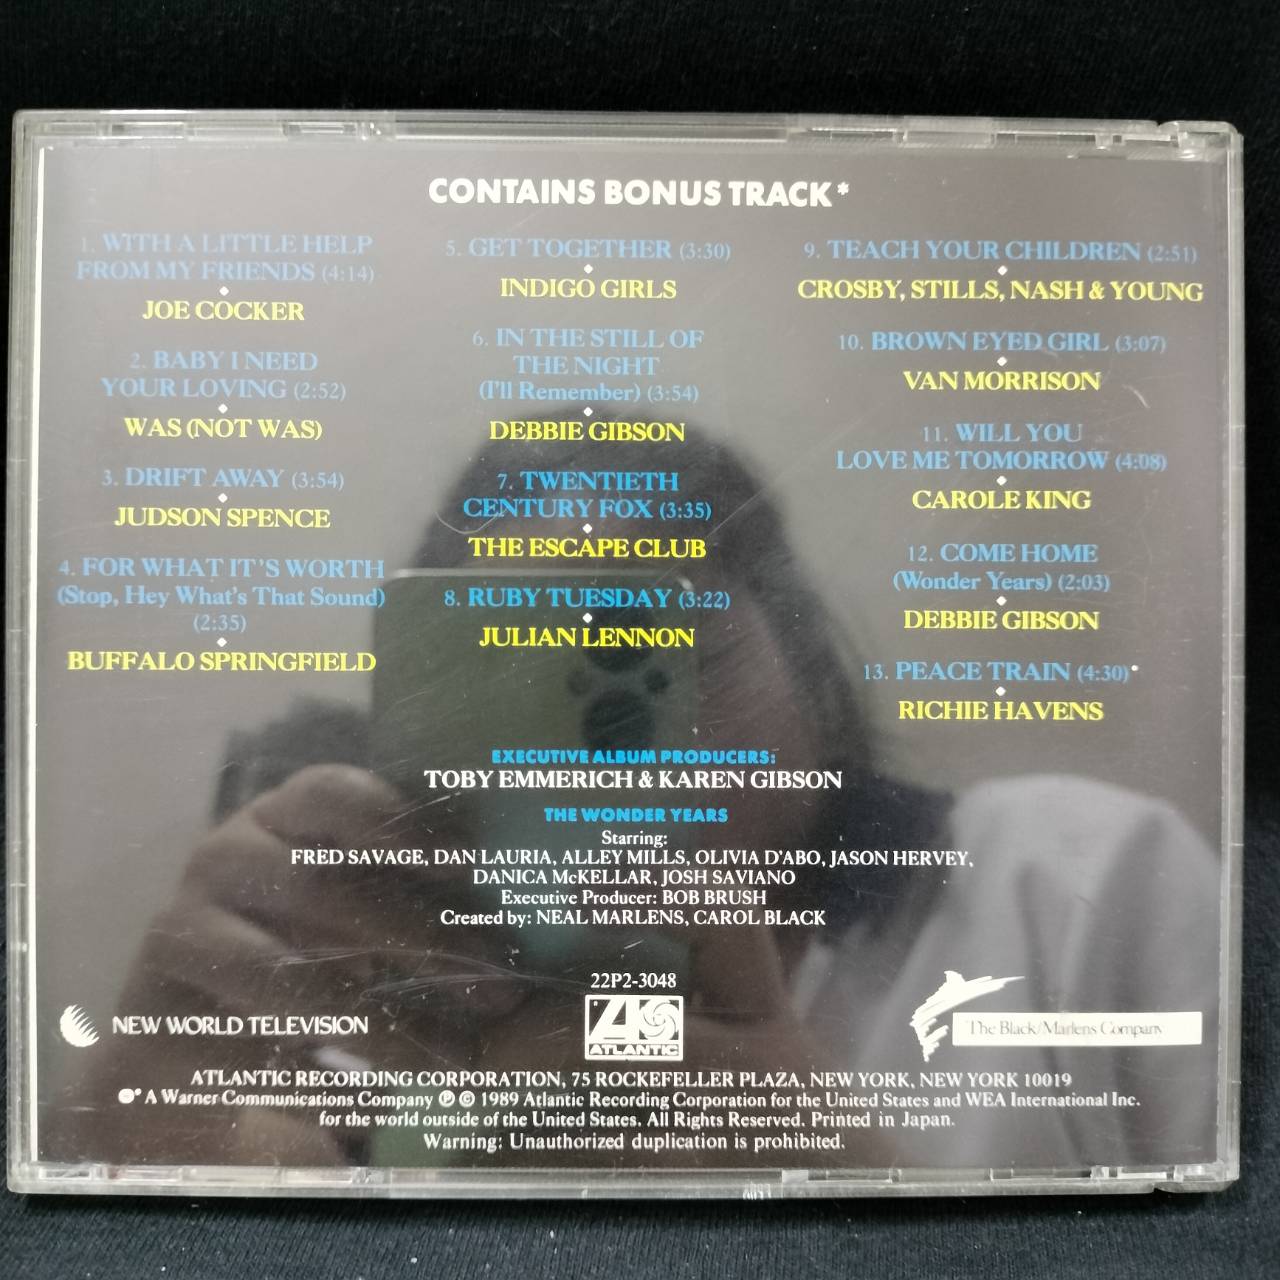 CONTAINS BONUS TRACK*
1. WITH A LITTLE HELP
FROM MY FRIENDS (4:14)
JOE COCKER
2. BABY I NEED
YOUR LOVING (2:52)
WAS (NOT WAS)
3. DRIFT AWAY (3:54)
JUDSON SPENCE
4. FOR WHAT IT'S WORTH
(Stop, Hey What's That Sound)
(2:35)
BUFFALO SPRINGFIELD
5. GET TOGETHER (3:30)
INDIGO GIRLS
6. IN THE STILL OF
THE NIGHT
(I'll Remember) (3:54)
DEBBIE GIBSON
7. TWENTIETH
CENTURY FOX (3:35)
THE ESCAPE CLUB
8. RUBY TUESDAY (3:22)
JULIAN LENNON
9. TEACH YOUR CHILDREN (2:51)
CROSBY, STILLS, NASH & YOUNG
10. BROWN EYED GIRL (3:07)
VAN MORRISON
11. WILL YOU
LOVE ME TOMORROW (4:08)
CAROLE KING
12. COME HOME
(Wonder Years) (2:03)
DEBBIE GIBSON
13. PEACE TRAIN (4:30)*
RICHIE HAVENS
EXECUTIVE ALBUM PRODUCERS:
TOBY EMMERICH & KAREN GIBSON
THE WONDER YEARS
Starring:
FRED SAVAGE, DAN LAURIA, ALLEY MILLS, OLIVIA D'ABO, JASON HERVEY,
DANICA McKELLAR, JOSH SAVIANO
Executive Producer: BOB BRUSH
Created by: NEAL MARLENS, CAROL BLACK
22P2-3048
ATLANTIC
NEW WORLD TELEVISION
The Black/Marlens Company
ATLANTIC RECORDING CORPORATION, 75 ROCKEFELLER PLAZA, NEW YORK, NEW YORK 10019
A Warner Communications Company ℗ © 1989 Atlantic Recording Corporation for the United States and WEA International Inc.
for the world outside of the United States. All Rights Reserved. Printed in Japan.
Warning: Unauthorized duplication is prohibited.